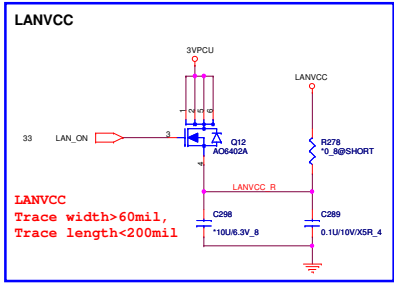 LANVCC
3VPCU
LANVCC
1 2 5 6
33 LAN_ON 3
Q12
AO6402A
R278
*0_8@SHORT
4
LANVCC_R
LANVCC
Trace width>60mil,
Trace length<200mil
C298
*10U/6.3V_8
C289
0.1U/10V/X5R_4